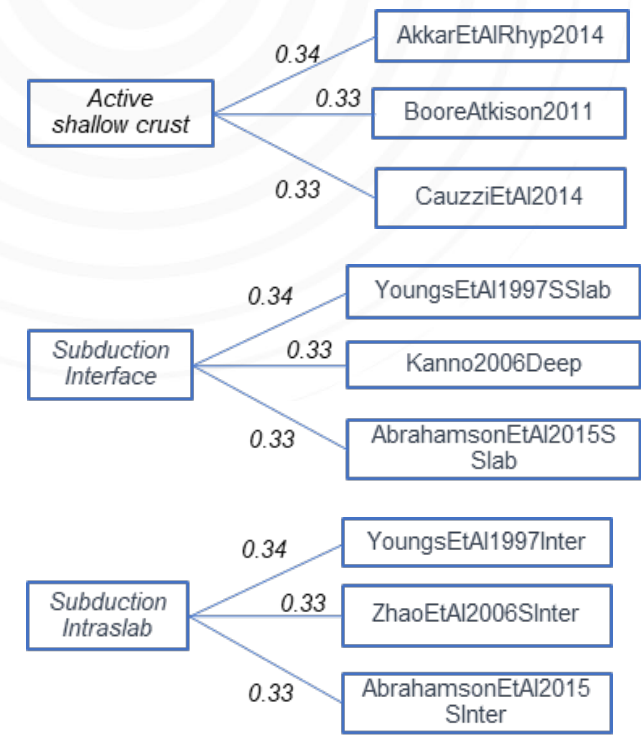 0.34
AkkarEtAlRhyp2014
Active
shallow crust
0.33
BooreAtkison2011
0.33
CauzziEtAl2014
0.34
YoungsEtAl1997SSlab
Subduction
Interface
0.33
Kanno2006Deep
0.33
AbrahamsonEtAl2015S
Slab
0.34
YoungsEtAl1997Inter
Subduction
Intraslab
0.33
ZhaoEtAl2006SInter
0.33
AbrahamsonEtAl2015
SInter